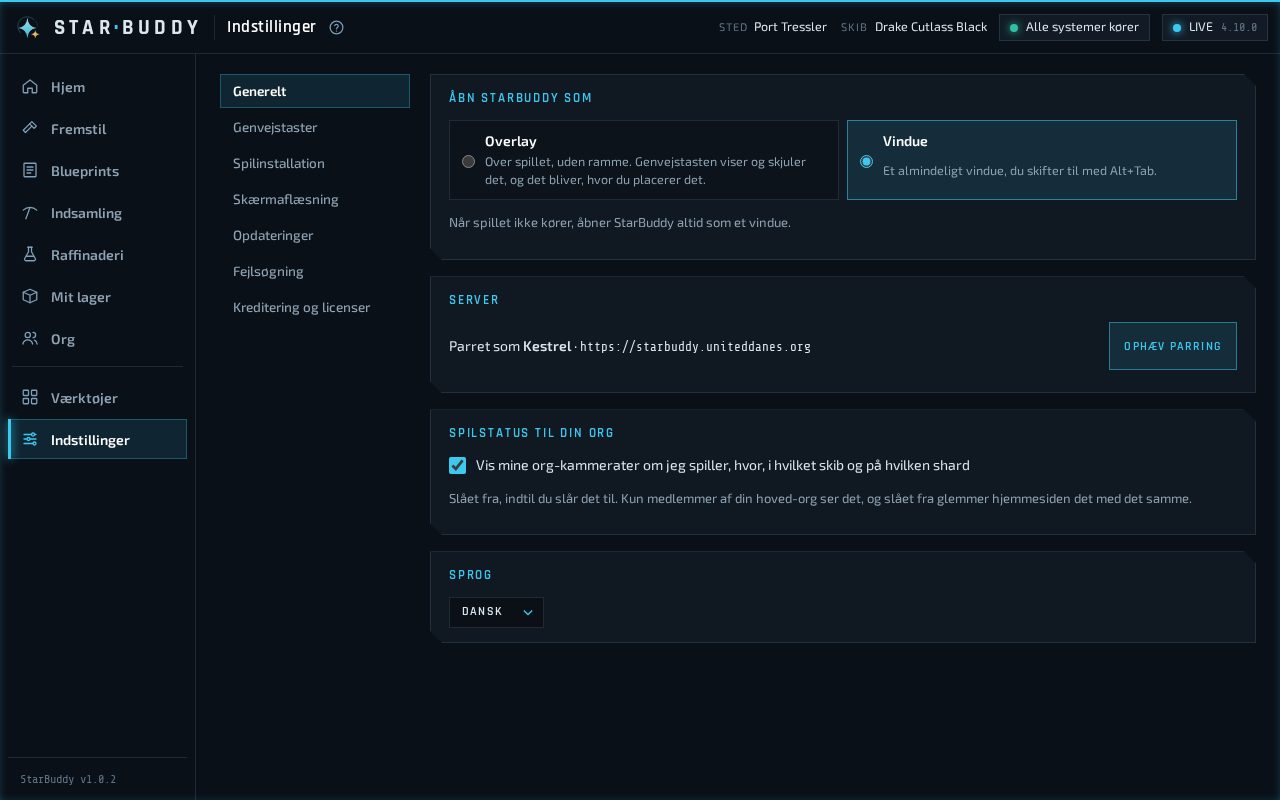 STAR·BUDDY
Indstillinger
STED Port Tressler SKIB Drake Cutlass Black
Alle systemer kører
LIVE 4.10.0
Hjem
Fremstil
Blueprints
Indsamling
Raffinaderi
Mit lager
Org
Værktøjer
Indstillinger
StarBuddy v1.0.2
Generelt
Genvejstaster
Spilinstallation
Skærmaflæsning
Opdateringer
Fejlsøgning
Kreditering og licenser
ÅBN STARBUDDY SOM
Overlay
Over spillet, uden ramme. Genvejstasten viser og skjuler
det, og det bliver, hvor du placerer det.
Vindue
Et almindeligt vindue, du skifter til med Alt+Tab.
Når spillet ikke kører, åbner StarBuddy altid som et vindue.
SERVER
Parret som Kestrel · https://starbuddy.uniteddanes.org
OPHÆV PARRING
SPILSTATUS TIL DIN ORG
Vis mine org-kammerater om jeg spiller, hvor, i hvilket skib og på hvilken shard
Slået fra, indtil du slår det til. Kun medlemmer af din hoved-org ser det, og slået fra glemmer hjemmesiden det med det samme.
SPROG
DANSK